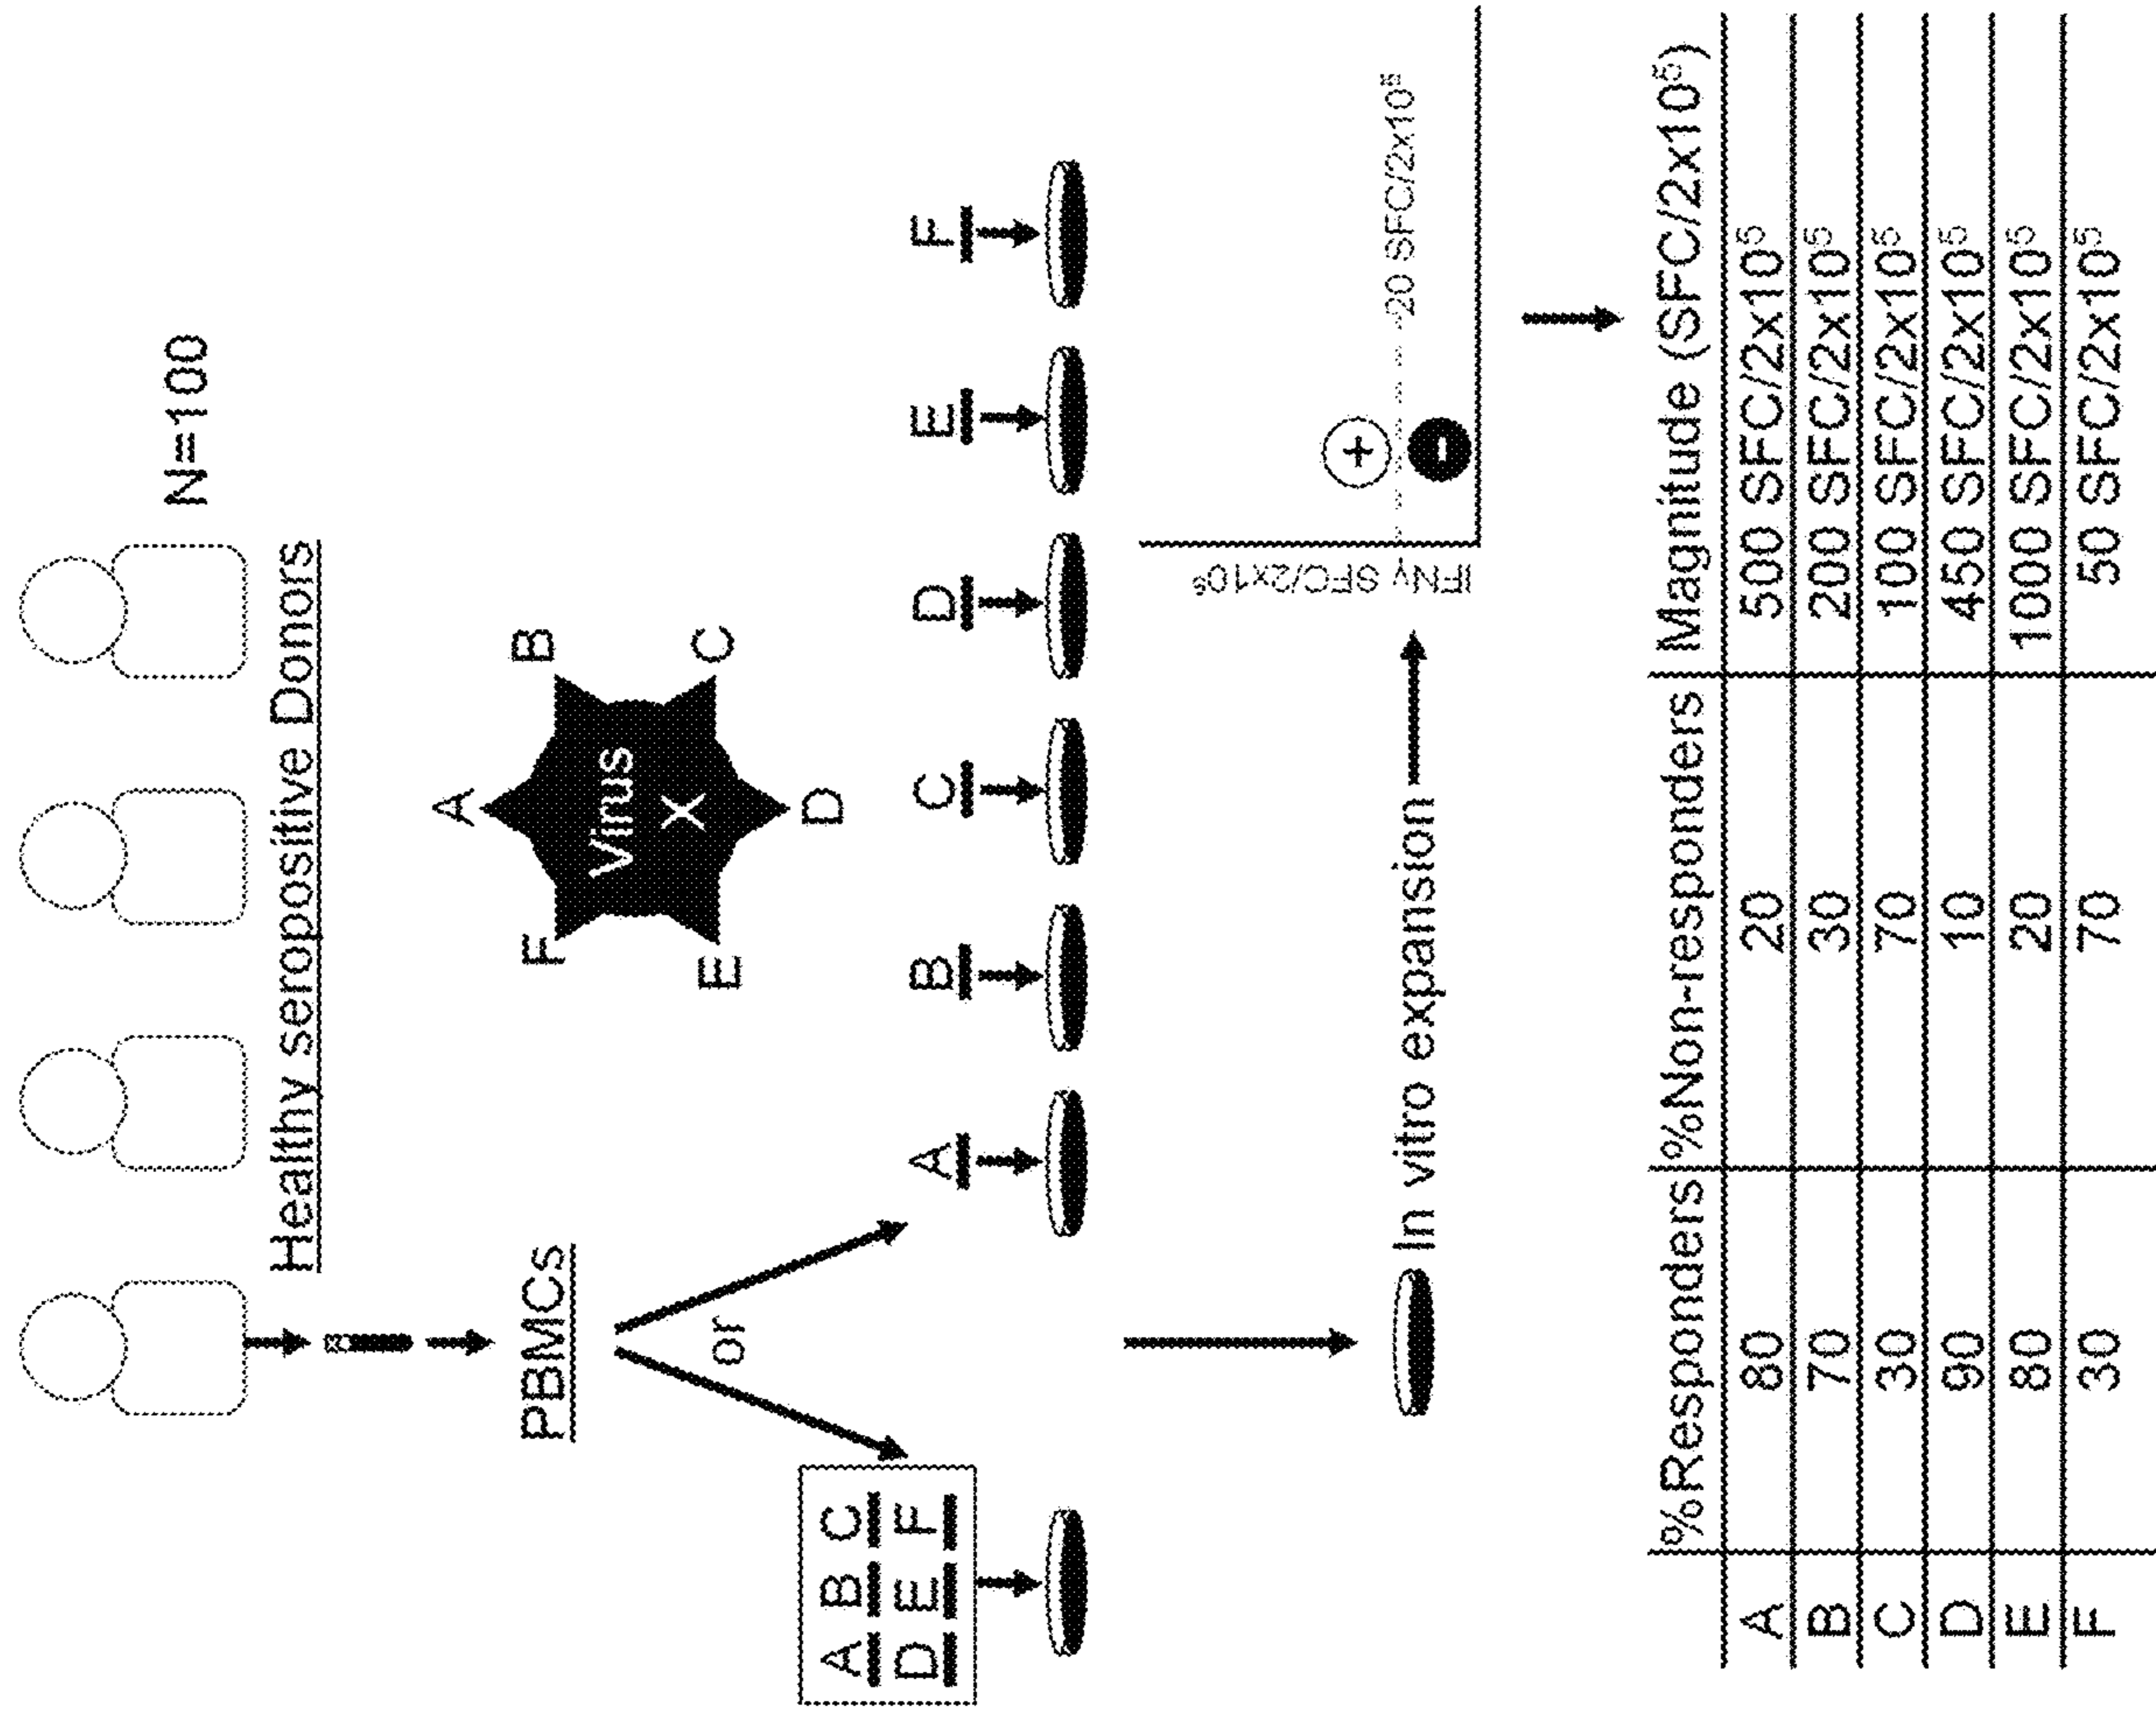 N=100
Healthy seropositive Donors
PBMCs
or
A
F B
Virus
X
E C
D
A B C
D E F
A B C D E F
In vitro expansion
IFNγ SFC/2x10⁵
+
-
20 SFC/2x10⁵
%Responders %Non-responders Magnitude (SFC/2x10⁵)
A 80 20 500 SFC/2x10⁵
B 70 30 200 SFC/2x10⁵
C 30 70 100 SFC/2x10⁵
D 90 10 450 SFC/2x10⁵
E 80 20 1000 SFC/2x10⁵
F 30 70 50 SFC/2x10⁵